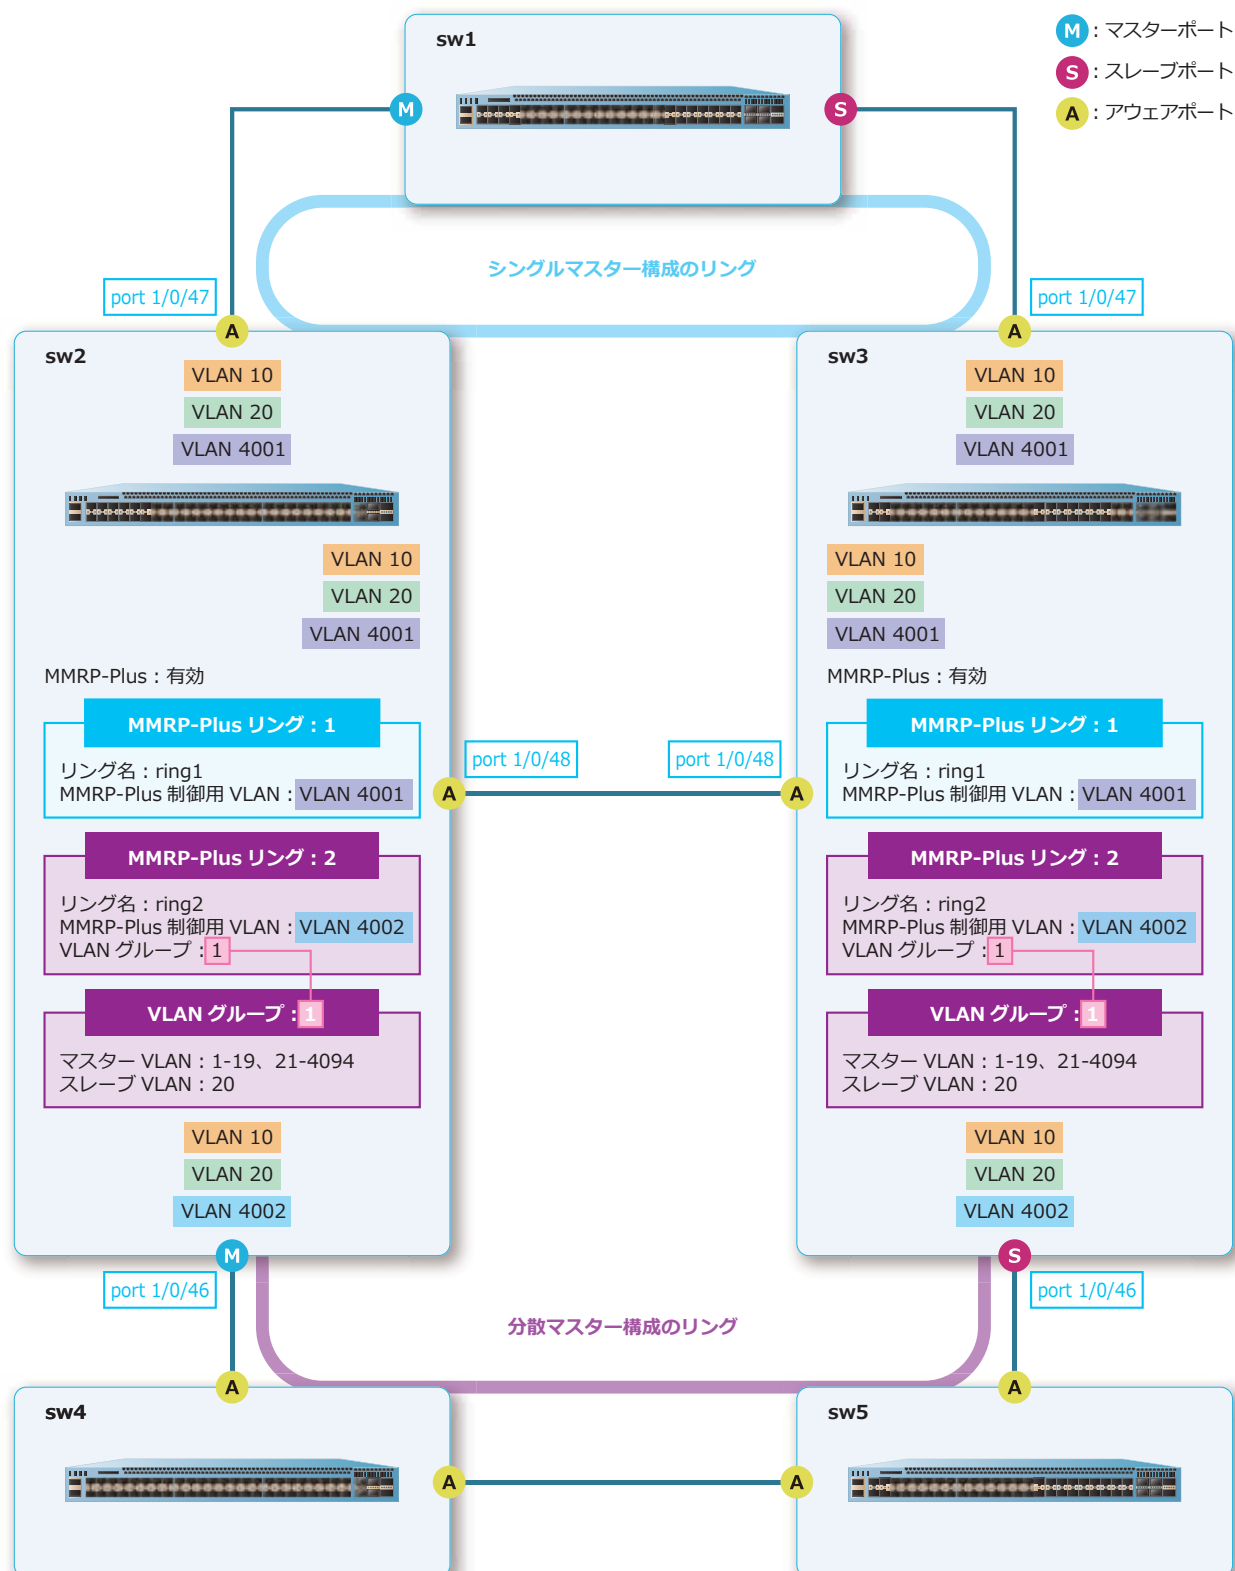 sw1
M : マスターポート
S : スレーブポート
A : アウェアポート
M
S
シングルマスター構成のリング
port 1/0/47
port 1/0/47
A
A
sw2
VLAN 10
VLAN 20
VLAN 4001
VLAN 10
VLAN 20
VLAN 4001
MMRP-Plus : 有効
MMRP-Plus リング : 1
リング名 : ring1
MMRP-Plus 制御用 VLAN : VLAN 4001
MMRP-Plus リング : 2
リング名 : ring2
MMRP-Plus 制御用 VLAN : VLAN 4002
VLAN グループ : 1
VLAN グループ : 1
マスター VLAN : 1-19、21-4094
スレーブ VLAN : 20
VLAN 10
VLAN 20
VLAN 4002
M
port 1/0/46
port 1/0/48
port 1/0/48
A
A
sw3
VLAN 10
VLAN 20
VLAN 4001
VLAN 10
VLAN 20
VLAN 4001
MMRP-Plus : 有効
MMRP-Plus リング : 1
リング名 : ring1
MMRP-Plus 制御用 VLAN : VLAN 4001
MMRP-Plus リング : 2
リング名 : ring2
MMRP-Plus 制御用 VLAN : VLAN 4002
VLAN グループ : 1
VLAN グループ : 1
マスター VLAN : 1-19、21-4094
スレーブ VLAN : 20
VLAN 10
VLAN 20
VLAN 4002
S
port 1/0/46
分散マスター構成のリング
A
A
sw4
A
A
sw5